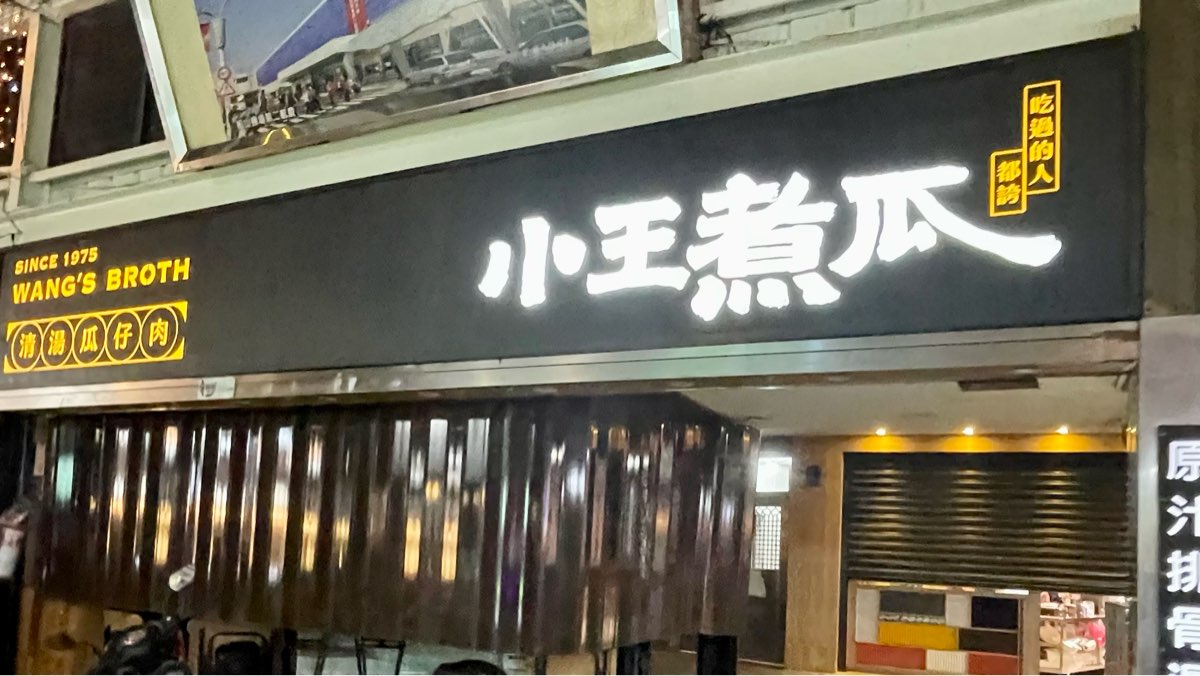 SINCE 1975
WANG'S BROTH
清湯瓜仔肉
小王煮瓜
吃過的人
都誇
原汁排骨湯